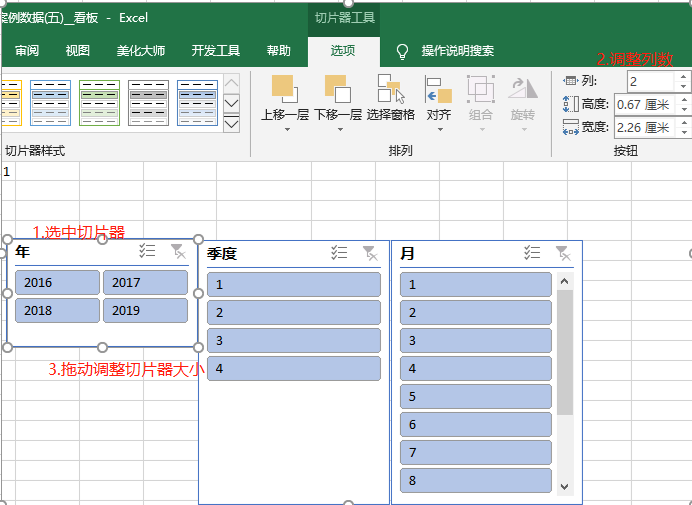 案例数据(五)__看板 - Excel
切片器工具
审阅
视图
美化大师
开发工具
帮助
选项
操作说明搜索
2.调整列数
列:
2
上移一层
下移一层
选择窗格
对齐
组合
旋转
高度:
0.67 厘米
宽度:
2.26 厘米
切片器样式
排列
按钮
1
1.选中切片器
年
2016
2017
2018
2019
季度
1
2
3
4
月
1
2
3
4
5
6
7
8
3.拖动调整切片器大小